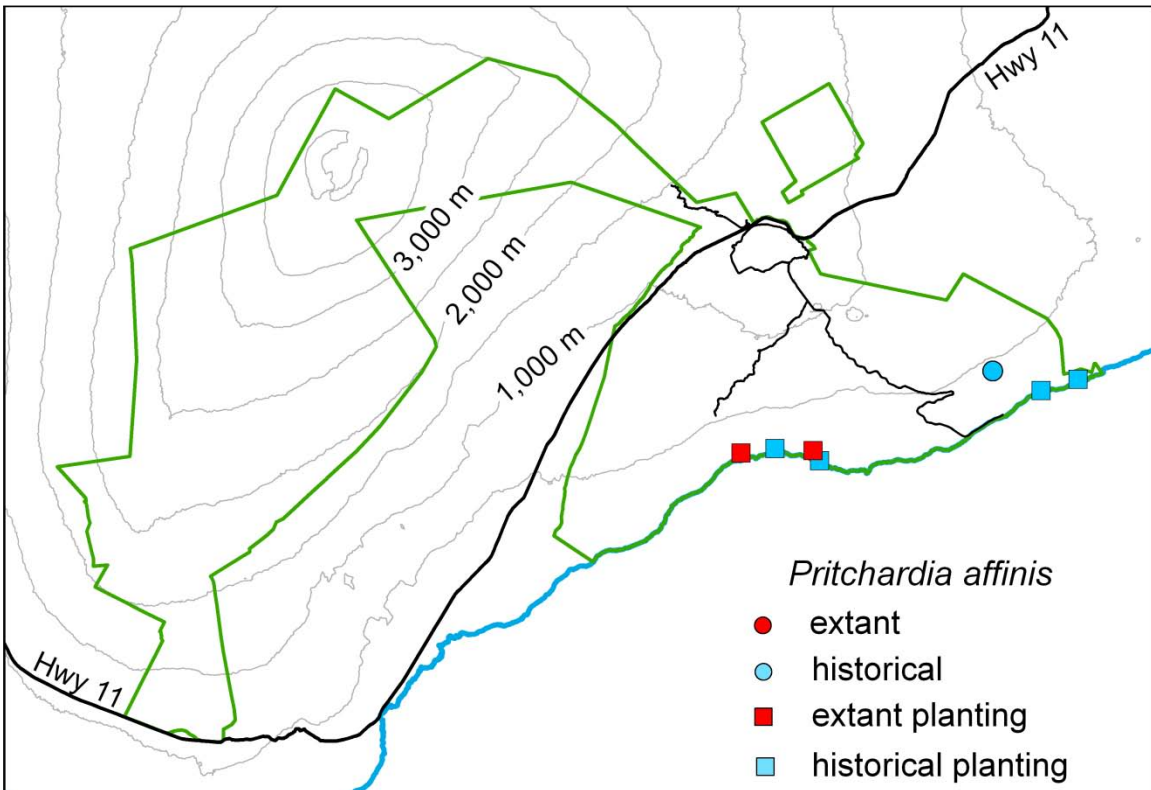 Hwy 11
3,000 m
2,000 m
1,000 m
Hwy 11
Pritchardia affinis
extant
historical
extant planting
historical planting